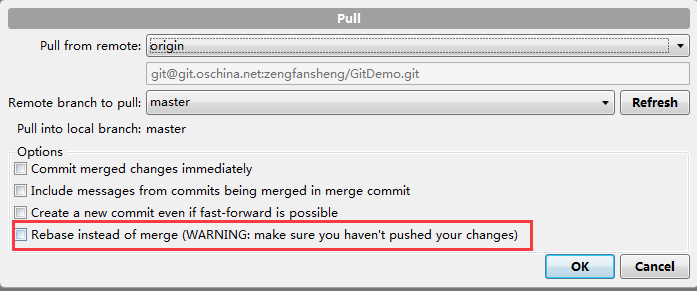 Pull
Pull from remote: origin
git@git.oschina.net:zengfansheng/GitDemo.git
Remote branch to pull: master Refresh
Pull into local branch: master
Options
Commit merged changes immediately
Include messages from commits being merged in merge commit
Create a new commit even if fast-forward is possible
Rebase instead of merge (WARNING: make sure you haven't pushed your changes)
OK Cancel